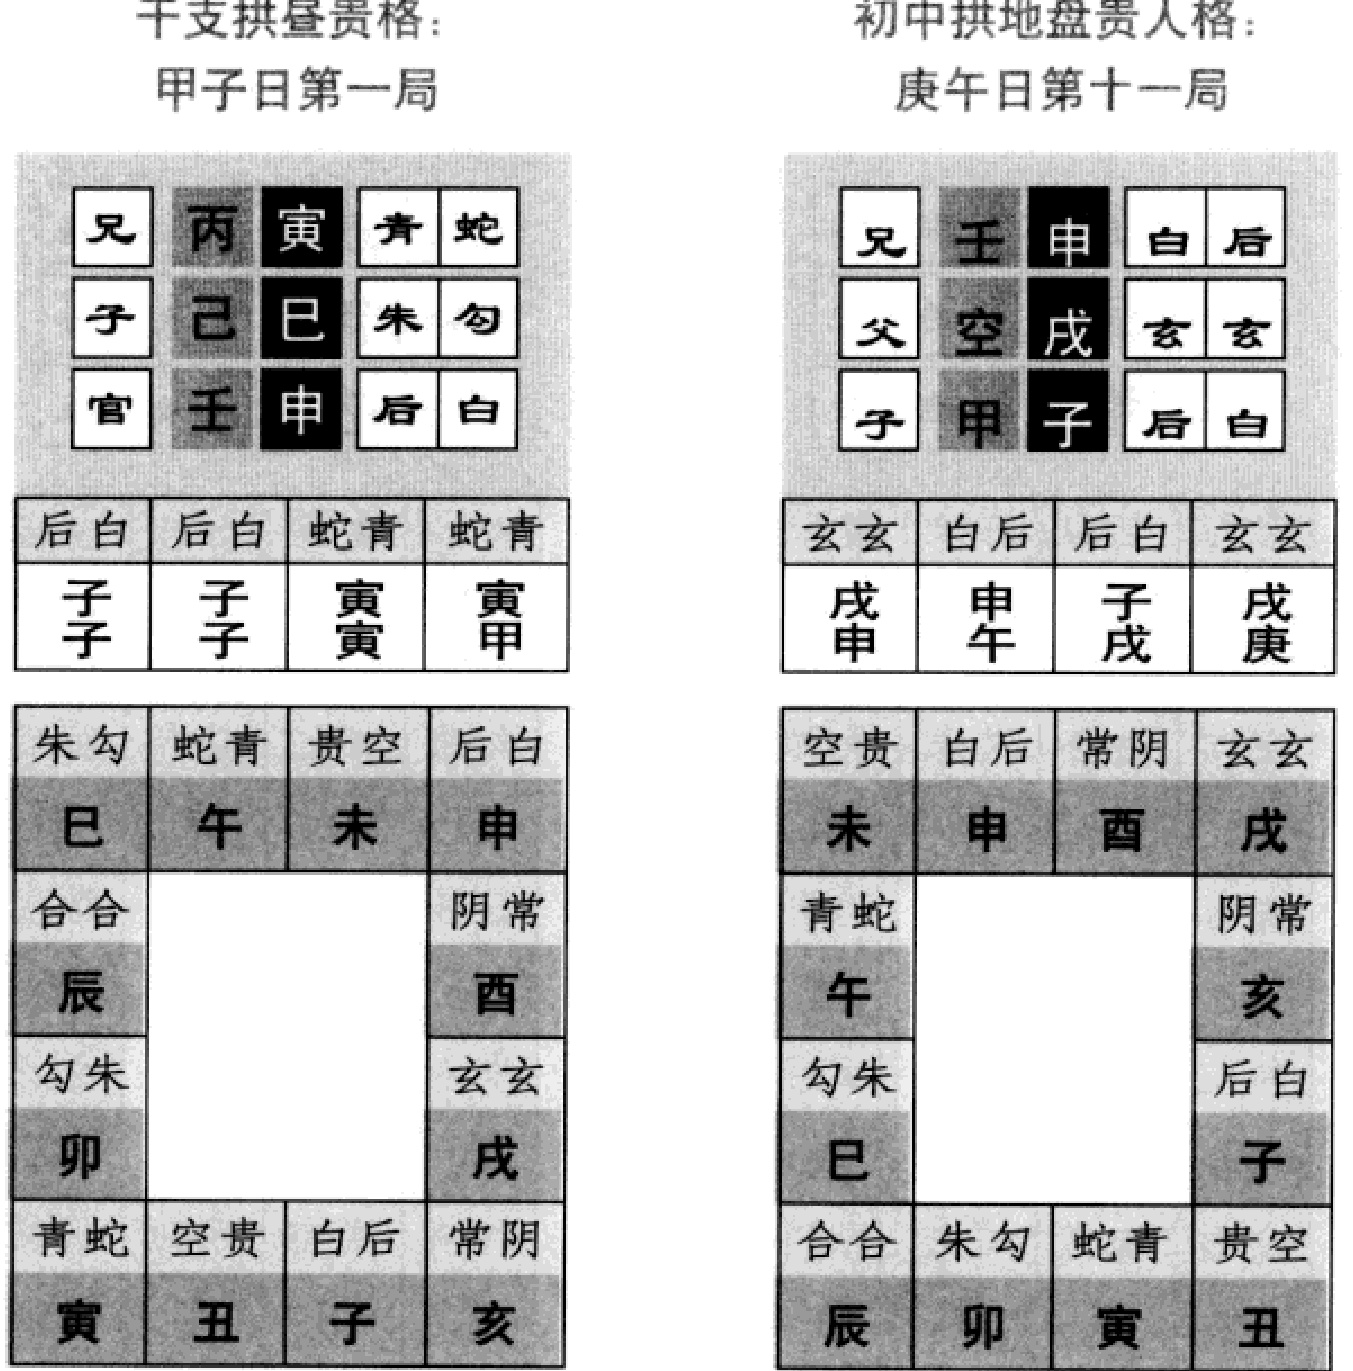 干支拱昼贵格：
甲子日第一局
兄 丙 寅 青 蛇
子 己 巳 朱 勾
官 壬 申 后 白
后白 后白 蛇青 蛇青
子 子 寅 寅
子 子 寅 甲
朱勾 蛇青 贵空 后白
巳 午 未 申
合合 阴常
辰 酉
勾朱 玄玄
卯 戌
青蛇 空贵 白后 常阴
寅 丑 子 亥
初中拱地盘贵人格：
庚午日第十一局
兄 壬 申 白 后
父 空 戌 玄 玄
子 甲 子 后 白
玄玄 白后 后白 玄玄
戌 申 子 戌
申 午 戌 庚
空贵 白后 常阴 玄玄
未 申 酉 戌
青蛇 阴常
午 亥
勾朱 后白
巳 子
合合 朱勾 蛇青 贵空
辰 卯 寅 丑